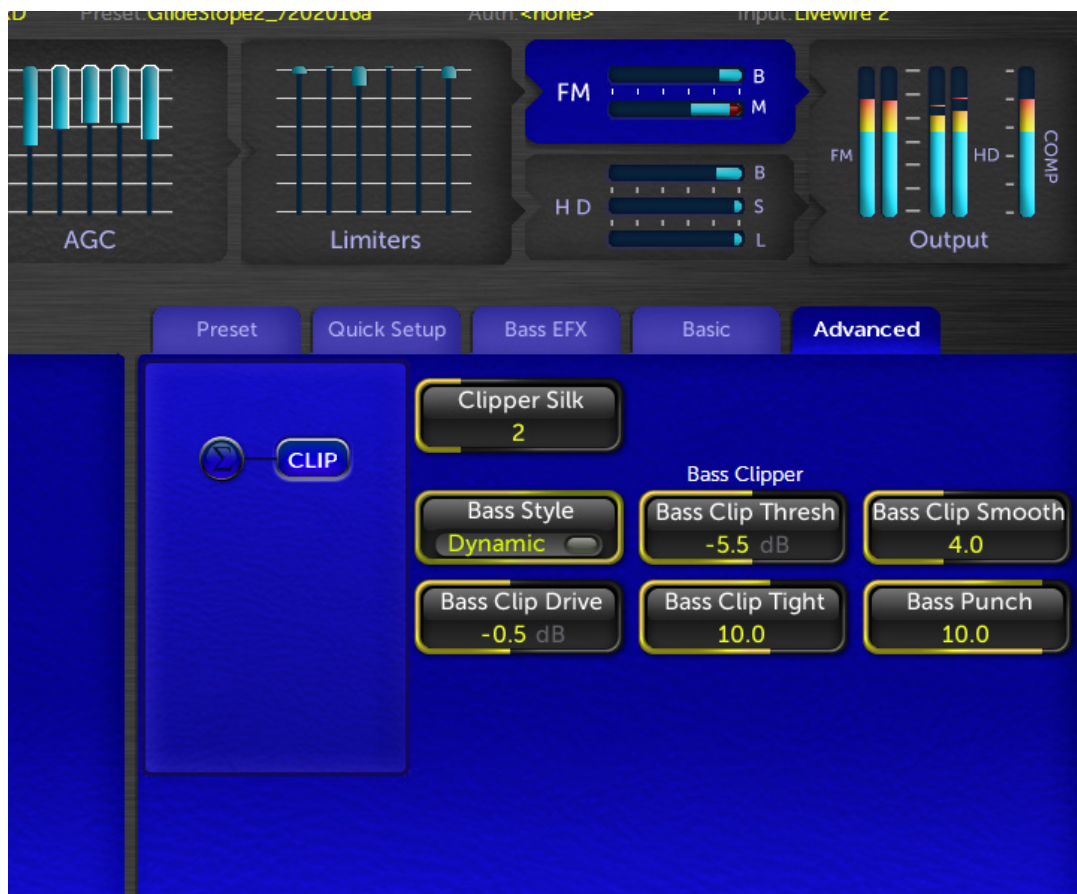 Preset: GlideSlope2_7202016a Auth: <none> Input: Livewire 2
FM
B
M
HD
B
S
L
FM
HD
COMP
AGC
Limiters
Output
Preset
Quick Setup
Bass EFX
Basic
Advanced
Clipper Silk
2
Σ
CLIP
Bass Clipper
Bass Style
Dynamic
Bass Clip Thresh
-5.5 dB
Bass Clip Smooth
4.0
Bass Clip Drive
-0.5 dB
Bass Clip Tight
10.0
Bass Punch
10.0